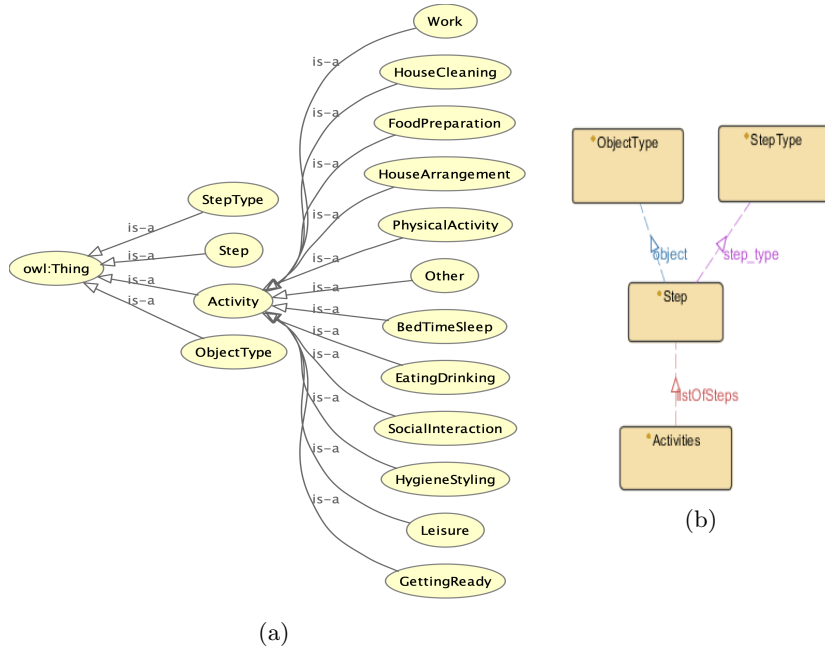 Work
is-a
HouseCleaning
is-a
FoodPreparation
is-a
HouseArrangement
is-a
PhysicalActivity
is-a
Other
is-a
BedTimeSleep
is-a
EatingDrinking
is-a
SocialInteraction
is-a
HygieneStyling
is-a
Leisure
is-a
GettingReady
is-a
StepType
is-a
Step
is-a
owl:Thing
Activity
is-a
ObjectType
is-a
(a)
ObjectType
StepType
object
step_type
Step
listOfSteps
Activities
(b)